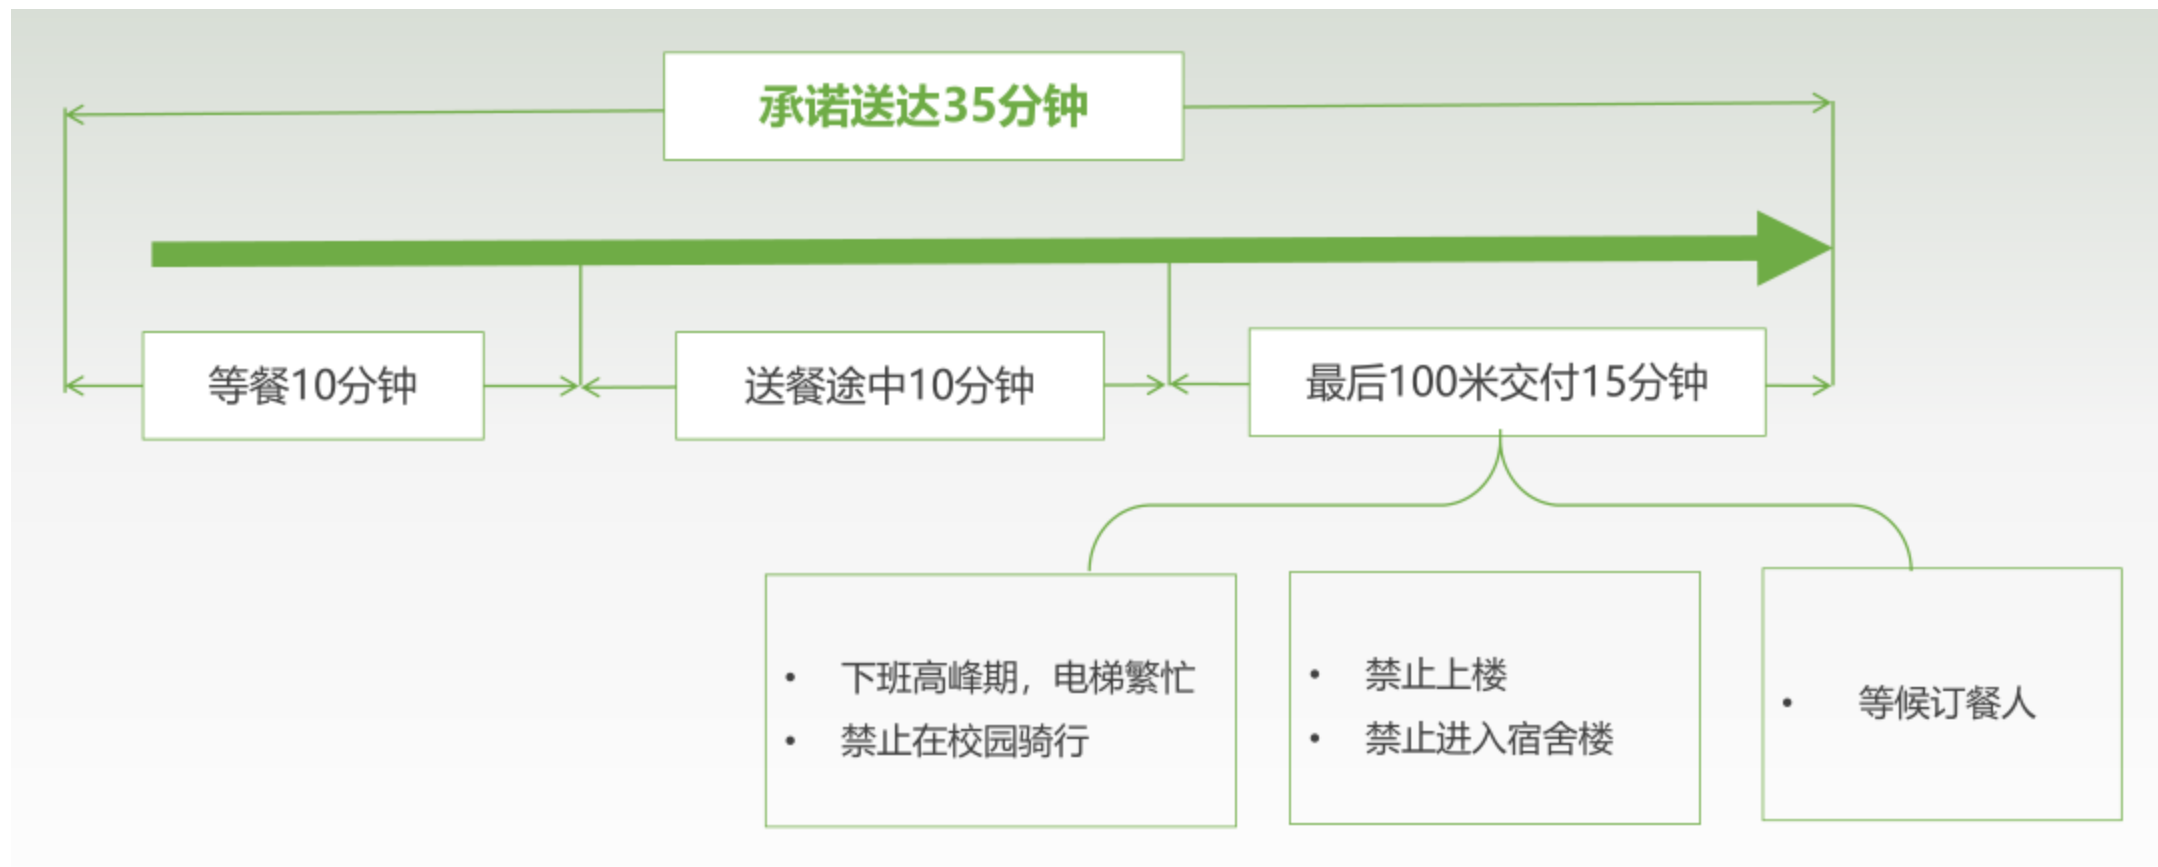 承诺送达35分钟
等餐10分钟
送餐途中10分钟
最后100米交付15分钟
• 下班高峰期，电梯繁忙
• 禁止在校园骑行
• 禁止上楼
• 禁止进入宿舍楼
• 等候订餐人